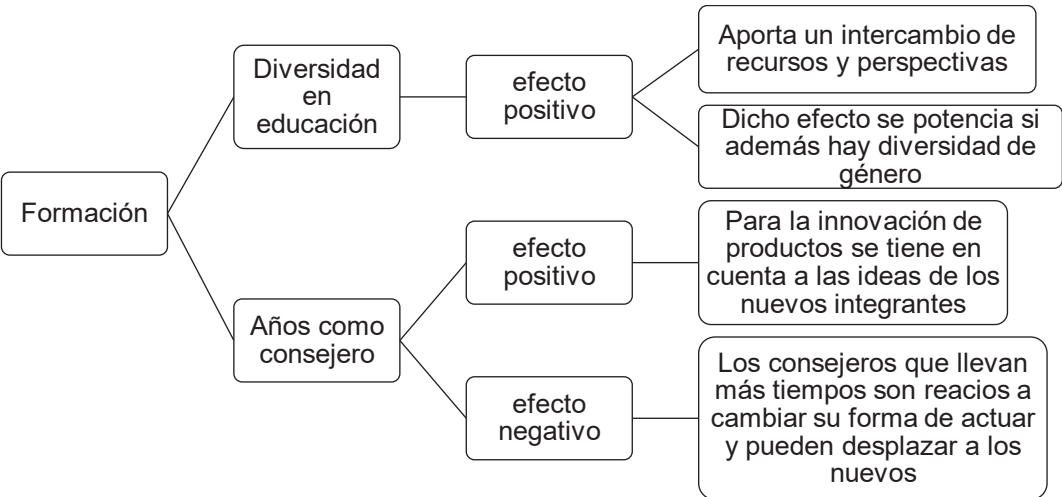 Formación
Diversidad
en
educación
efecto
positivo
Aporta un intercambio de
recursos y perspectivas
Dicho efecto se potencia si
además hay diversidad de
género
Años como
consejero
efecto
positivo
Para la innovación de
productos se tiene en
cuenta a las ideas de los
nuevos integrantes
efecto
negativo
Los consejeros que llevan
más tiempos son reacios a
cambiar su forma de actuar
y pueden desplazar a los
nuevos